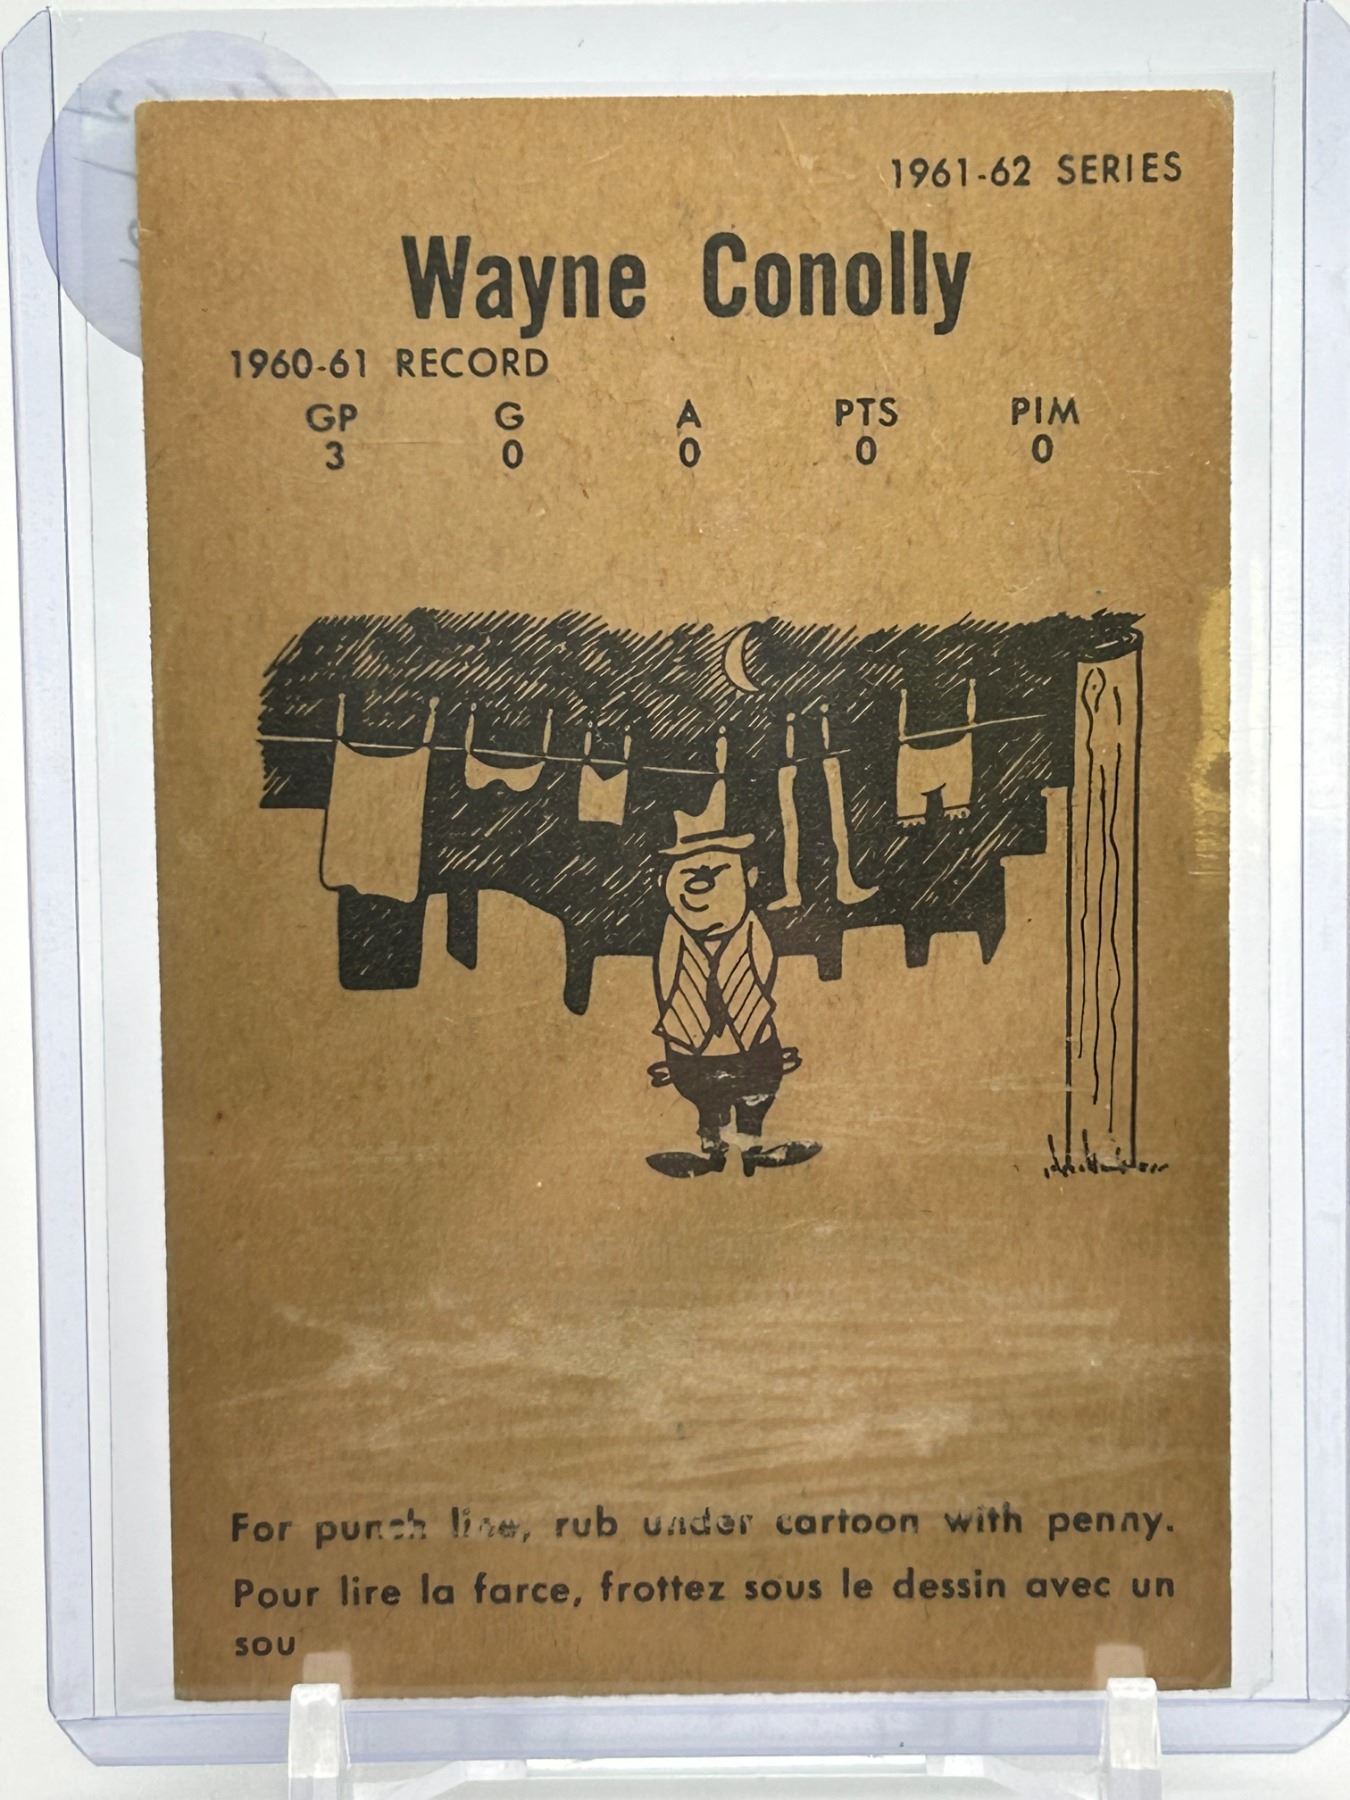 1961-62 SERIES
Wayne Conolly
1960-61 RECORD
GP G A PTS PIM
3 0 0 0 0
For punch line, rub under cartoon with penny.
Pour lire la farce, frottez sous le dessin avec un
sou